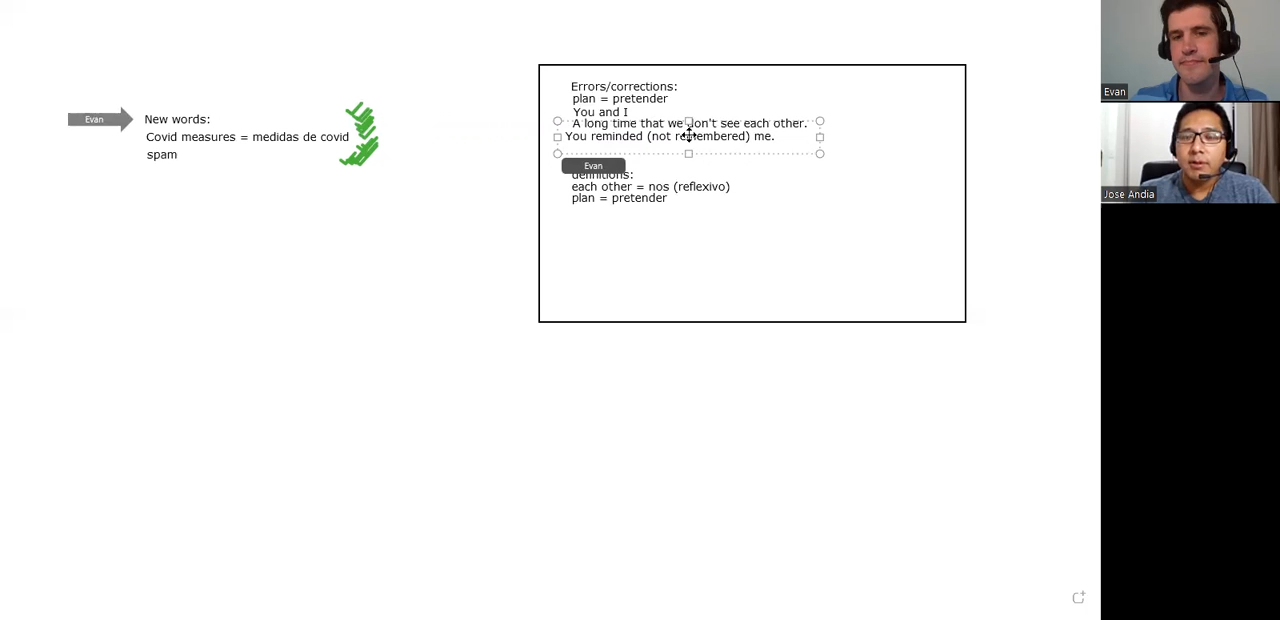 Evan
New words:
Covid measures = medidas de covid
spam
Errors/corrections:
plan = pretender
You and I
A long time that we don't see each other.
You reminded (not remembered) me.
Evan
definitions:
each other = nos (reflexivo)
plan = pretender
Evan
Jose Andia